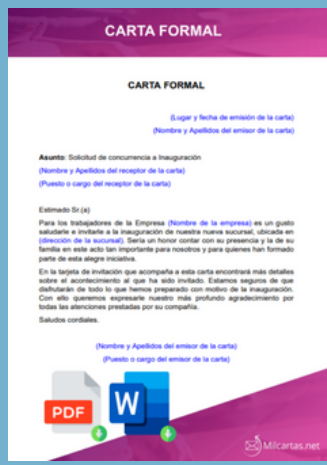 CARTA FORMAL
CARTA FORMAL
(Lugar y fecha de emisión de la carta)
(Nombre y Apellidos del emisor de la carta)
Asunto: Solicitud de concurrencia a Inauguración
(Nombre y Apellidos del receptor de la carta)
(Puesto o cargo del receptor de la carta)
Estimado Sr.(a)
Para los trabajadores de la Empresa (Nombre de la empresa) es un gusto
saludarle e invitarle a la inauguración de nuestra nueva sucursal, ubicada en
(dirección de la sucursal). Sería un honor contar con su presencia y la de su
familia en este acto tan importante para nosotros y para quienes han formado
parte de esta alegre iniciativa.
En la tarjeta de invitación que acompaña a esta carta encontrará más detalles
sobre el acontecimiento al que ha sido invitado. Estamos seguros de que
disfrutarán de todo lo que hemos preparado con motivo de la inauguración.
Con ello queremos expresarle nuestro más profundo agradecimiento por
todas las atenciones prestadas por su compañía.
Saludos cordiales.
(Nombre y Apellidos del emisor de la carta)
(Puesto o cargo del emisor de la carta)
PDF
W
Milcartas.net